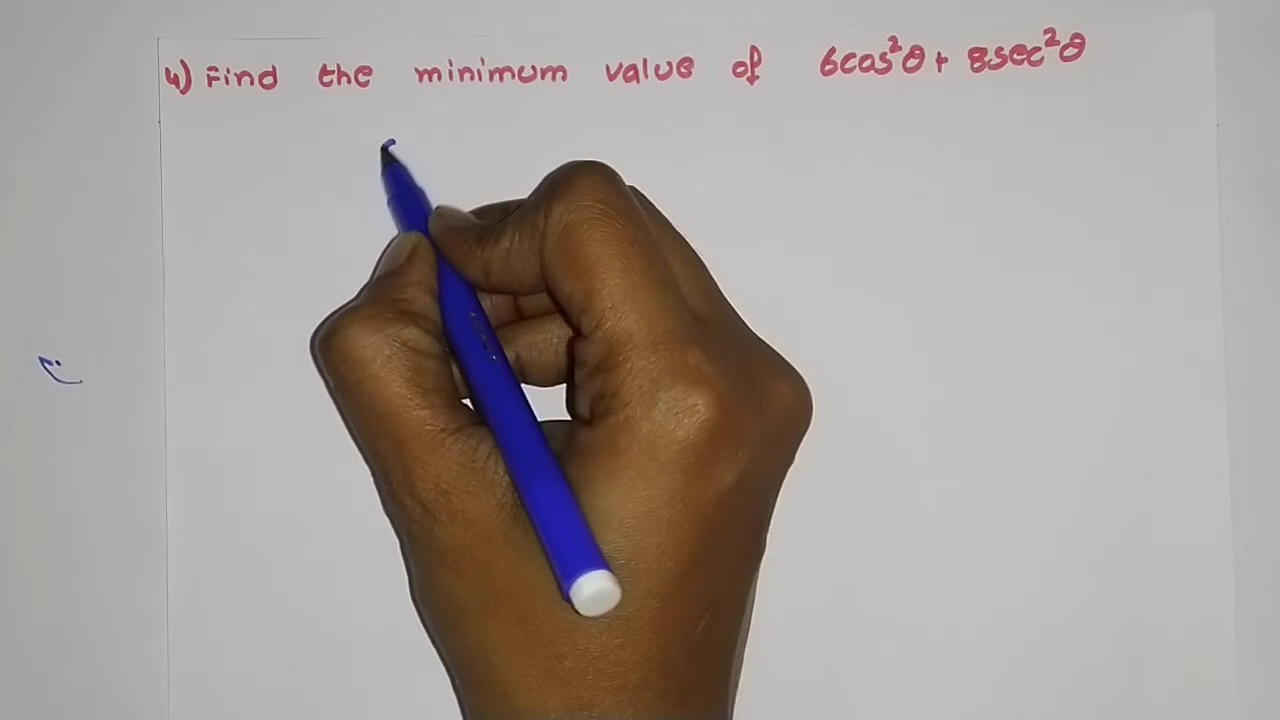 4) Find the minimum value of 6cos²θ + 8sec²θ